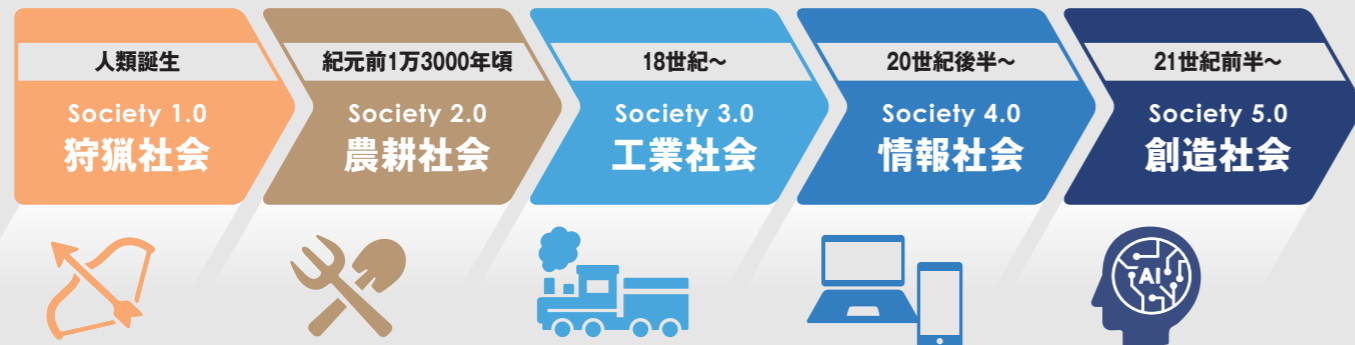 人類誕生
Society 1.0
狩猟社会
紀元前1万3000年頃
Society 2.0
農耕社会
18世紀〜
Society 3.0
工業社会
20世紀後半〜
Society 4.0
情報社会
21世紀前半〜
Society 5.0
創造社会
AI